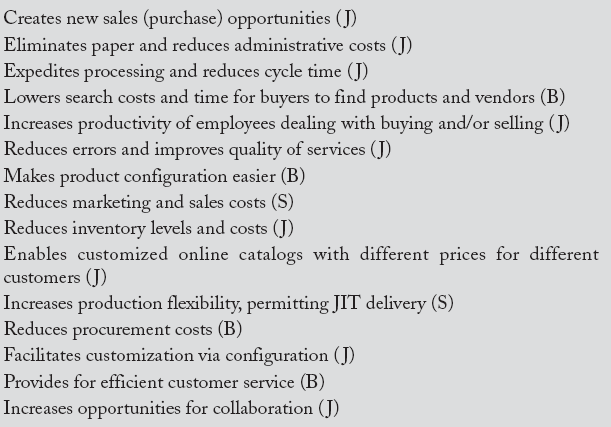 Creates new sales (purchase) opportunities (J)
Eliminates paper and reduces administrative costs (J)
Expedites processing and reduces cycle time (J)
Lowers search costs and time for buyers to find products and vendors (B)
Increases productivity of employees dealing with buying and/or selling (J)
Reduces errors and improves quality of services (J)
Makes product configuration easier (B)
Reduces marketing and sales costs (S)
Reduces inventory levels and costs (J)
Enables customized online catalogs with different prices for different
customers (J)
Increases production flexibility, permitting JIT delivery (S)
Reduces procurement costs (B)
Facilitates customization via configuration (J)
Provides for efficient customer service (B)
Increases opportunities for collaboration (J)